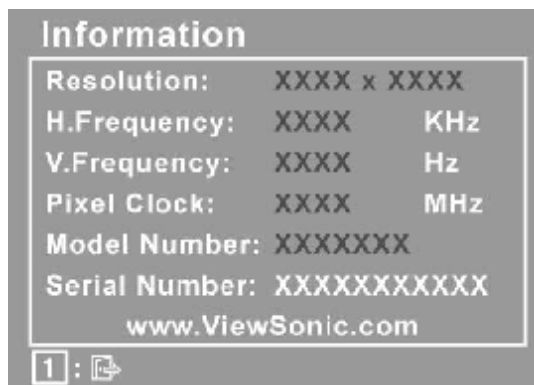 Information
Resolution: XXXX x XXXX
H.Frequency: XXXX KHz
V.Frequency: XXXX Hz
Pixel Clock: XXXX MHz
Model Number: XXXXXXX
Serial Number: XXXXXXXXXXX
www.ViewSonic.com
1 :